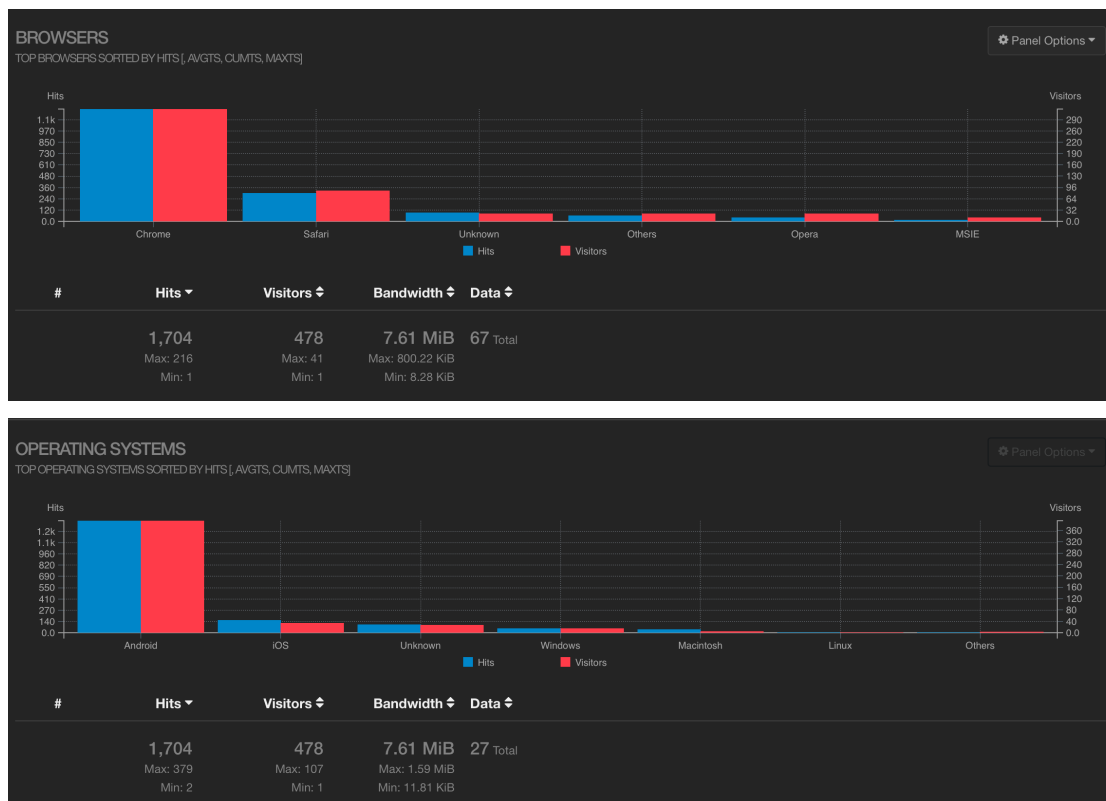 BROWSERS
Panel Options
TOP BROWSERS SORTED BY HITS [, AVGTS, CUMTS, MAXTS]
Hits Visitors
1.1k 290
970 260
850 220
730 190
610 160
480 130
360 96
240 64
120 32
0.0 0.0
Chrome Safari Unknown Others Opera MSIE
Hits Visitors
# Hits Visitors Bandwidth Data
1,704 478 7.61 MiB 67 Total
Max: 216 Max: 41 Max: 800.22 KiB
Min: 1 Min: 1 Min: 8.28 KiB
OPERATING SYSTEMS
Panel Options
TOP OPERATING SYSTEMS SORTED BY HITS [, AVGTS, CUMTS, MAXTS]
Hits Visitors
1.2k 360
1.1k 320
960 280
820 240
690 200
550 160
410 120
270 80
140 40
0.0 0.0
Android iOS Unknown Windows Macintosh Linux Others
Hits Visitors
# Hits Visitors Bandwidth Data
1,704 478 7.61 MiB 27 Total
Max: 379 Max: 107 Max: 1.59 MiB
Min: 2 Min: 1 Min: 11.81 KiB